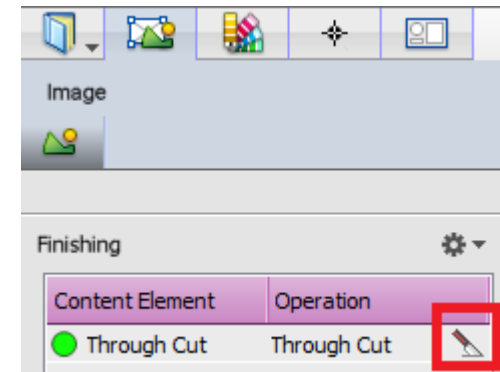 Image
Finishing
Content Element Operation
Through Cut Through Cut